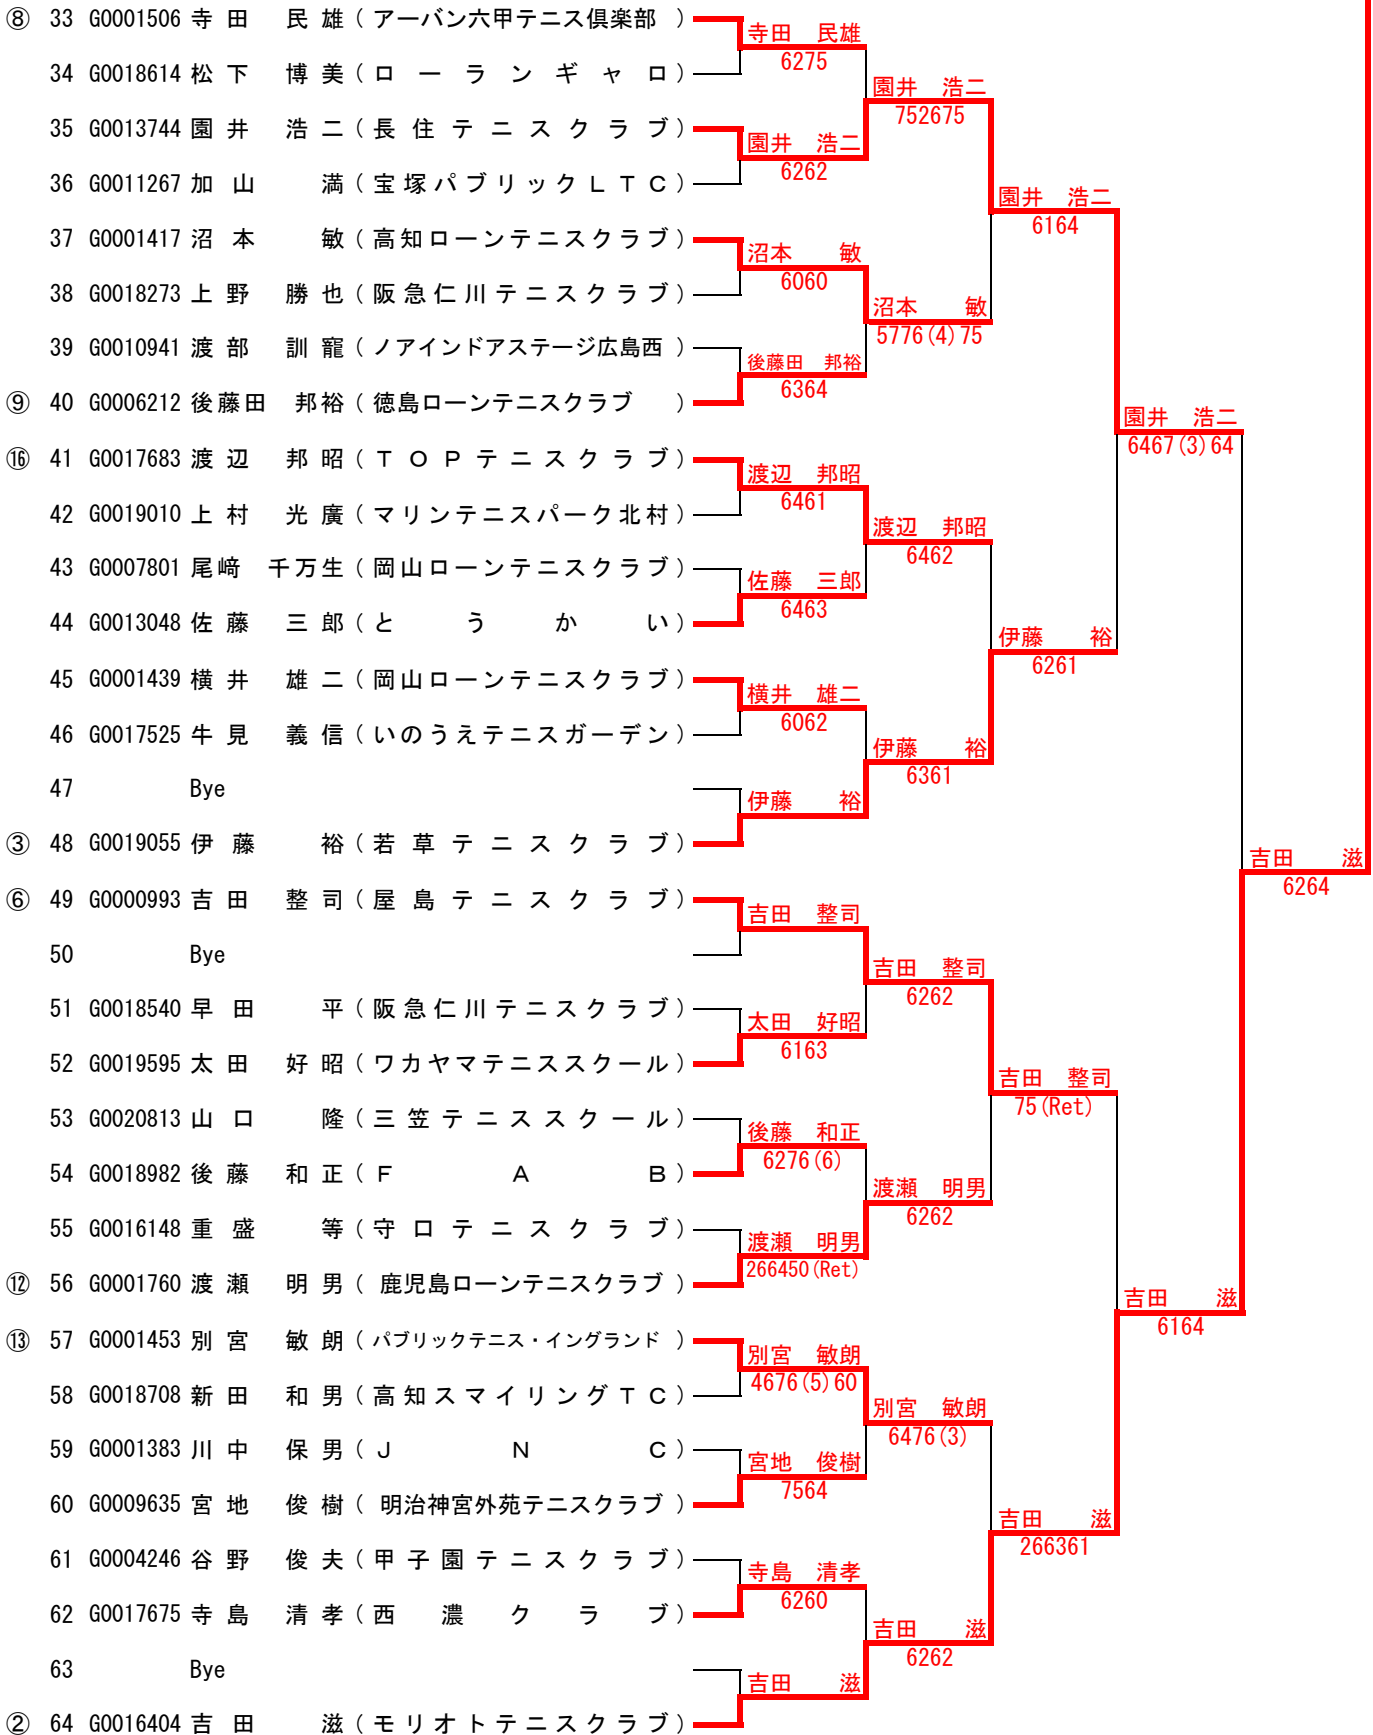 ⑧ 33 G0001506 寺田 民雄 (アーバン六甲テニス倶楽部)
寺田 民雄
6275
34 G0018614 松下 博美 (ローランギャロ)
園井 浩二
752675
35 G0013744 園井 浩二 (長住テニスクラブ)
園井 浩二
6262
36 G0011267 加山 満 (宝塚パブリックLTC)
園井 浩二
6164
37 G0001417 沼本 敏 (高知ローンテニスクラブ)
沼本 敏
6060
38 G0018273 上野 勝也 (阪急仁川テニスクラブ)
沼本 敏
5776(4)75
39 G0010941 渡部 訓寵 (ノアインドアステージ広島西)
後藤田 邦裕
6364
⑨ 40 G0006212 後藤田 邦裕 (徳島ローンテニスクラブ)
園井 浩二
6467(3)64
⑯ 41 G0017683 渡辺 邦昭 (TOPテニスクラブ)
渡辺 邦昭
6461
42 G0019010 上村 光廣 (マリンテニスパーク北村)
渡辺 邦昭
6462
43 G0007801 尾﨑 千万生 (岡山ローンテニスクラブ)
佐藤 三郎
6463
44 G0013048 佐藤 三郎 (とうかい)
伊藤 裕
6261
45 G0001439 横井 雄二 (岡山ローンテニスクラブ)
横井 雄二
6062
46 G0017525 牛見 義信 (いのうえテニスガーデン)
伊藤 裕
6361
47 Bye
伊藤 裕
③ 48 G0019055 伊藤 裕 (若草テニスクラブ)
吉田 滋
6264
⑥ 49 G0000993 吉田 整司 (屋島テニスクラブ)
吉田 整司
50 Bye
吉田 整司
6262
51 G0018540 早田 平 (阪急仁川テニスクラブ)
太田 好昭
6163
52 G0019595 太田 好昭 (ワカヤマテニススクール)
吉田 整司
75(Ret)
53 G0020813 山口 隆 (三笠テニススクール)
後藤 和正
6276(6)
54 G0018982 後藤 和正 (FAB)
渡瀬 明男
6262
55 G0016148 重盛 等 (守口テニスクラブ)
渡瀬 明男
266450(Ret)
⑫ 56 G0001760 渡瀬 明男 (鹿児島ローンテニスクラブ)
吉田 滋
6164
⑬ 57 G0001453 別宮 敏朗 (パブリックテニス・イングランド)
別宮 敏朗
4676(5)60
58 G0018708 新田 和男 (高知スマイリングTC)
別宮 敏朗
6476(3)
59 G0001383 川中 保男 (JNC)
宮地 俊樹
7564
60 G0009635 宮地 俊樹 (明治神宮外苑テニスクラブ)
吉田 滋
266361
61 G0004246 谷野 俊夫 (甲子園テニスクラブ)
寺島 清孝
6260
62 G0017675 寺島 清孝 (西濃クラブ)
吉田 滋
6262
63 Bye
吉田 滋
② 64 G0016404 吉田 滋 (モリオトテニスクラブ)